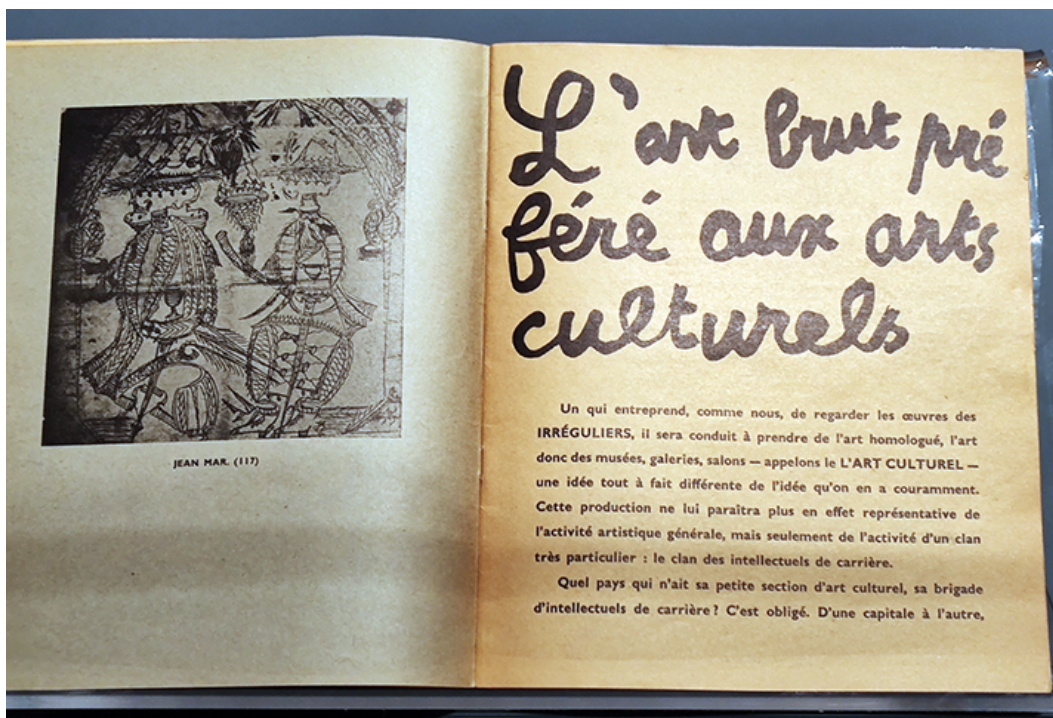 JEAN MAR. (117)
L'art brut pré
féré aux arts
culturels
Un qui entreprend, comme nous, de regarder les œuvres des
IRRÉGULIERS, il sera conduit à prendre de l'art homologué, l'art
donc des musées, galeries, salons — appelons le L'ART CULTUREL —
une idée tout à fait différente de l'idée qu'on en a couramment.
Cette production ne lui paraîtra plus en effet représentative de
l'activité artistique générale, mais seulement de l'activité d'un clan
très particulier : le clan des intellectuels de carrière.
Quel pays qui n'ait sa petite section d'art culturel, sa brigade
d'intellectuels de carrière ? C'est obligé. D'une capitale à l'autre,